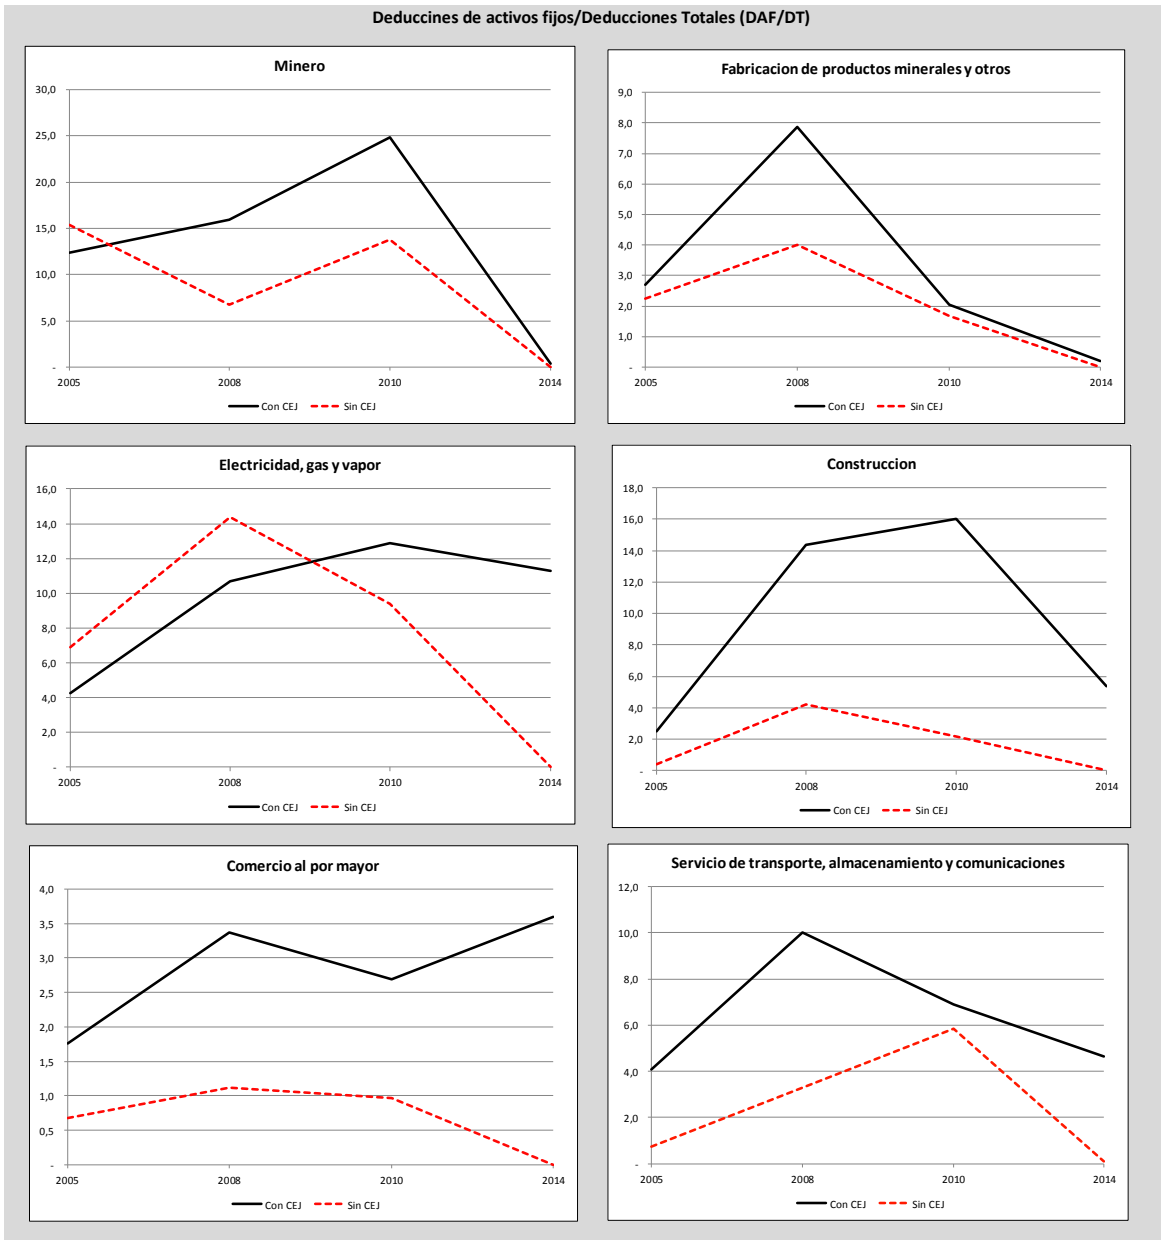 Deduccines de activos fijos/Deducciones Totales (DAF/DT)
Minero
30,0
25,0
20,0
15,0
10,0
5,0
-
2005 2008 2010 2014
Con CEJ Sin CEJ
Fabricacion de productos minerales y otros
9,0
8,0
7,0
6,0
5,0
4,0
3,0
2,0
1,0
-
2005 2008 2010 2014
Con CEJ Sin CEJ
Electricidad, gas y vapor
16,0
14,0
12,0
10,0
8,0
6,0
4,0
2,0
-
2005 2008 2010 2014
Con CEJ Sin CEJ
Construccion
18,0
16,0
14,0
12,0
10,0
8,0
6,0
4,0
2,0
-
2005 2008 2010 2014
Con CEJ Sin CEJ
Comercio al por mayor
4,0
3,5
3,0
2,5
2,0
1,5
1,0
0,5
-
2005 2008 2010 2014
Con CEJ Sin CEJ
Servicio de transporte, almacenamiento y comunicaciones
12,0
10,0
8,0
6,0
4,0
2,0
-
2005 2008 2010 2014
Con CEJ Sin CEJ